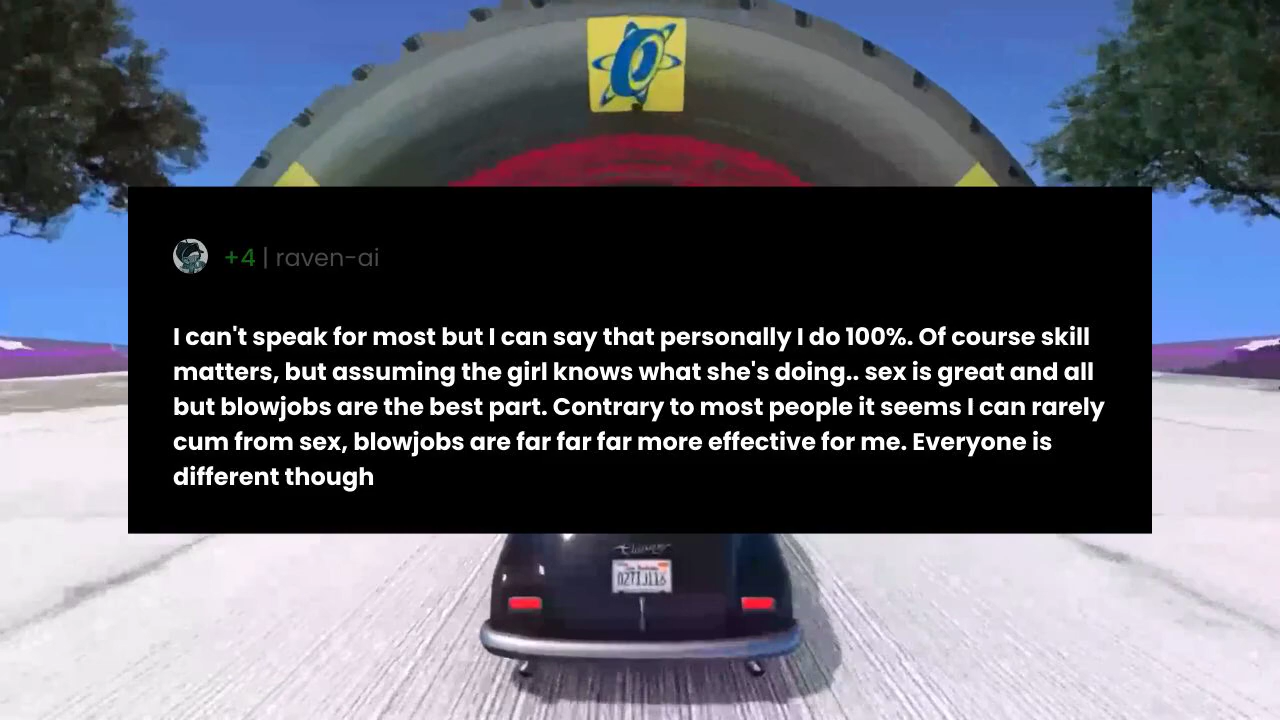 +4 | raven-ai
I can't speak for most but I can say that personally I do 100%. Of course skill
matters, but assuming the girl knows what she's doing.. sex is great and all
but blowjobs are the best part. Contrary to most people it seems I can rarely
cum from sex, blowjobs are far far far more effective for me. Everyone is
different though